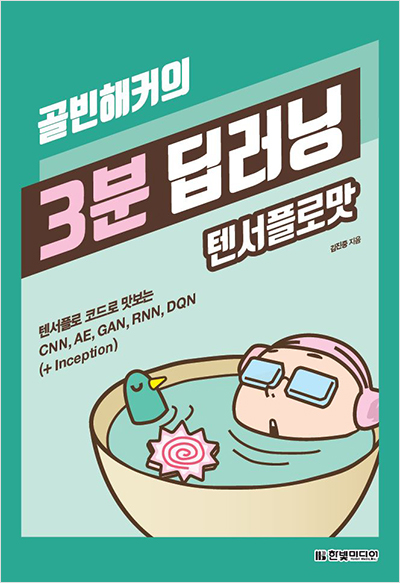 골빈해커의
3분 딥러닝
텐서플로맛
김진중 지음
텐서플로 코드로 맛보는
CNN, AE, GAN, RNN, DQN
(+ Inception)
한빛미디어